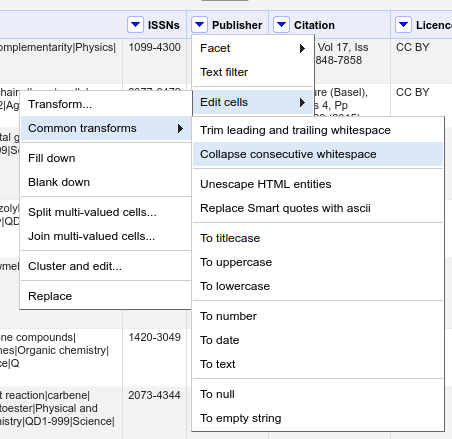 ISSNs
Publisher
Citation
Licenc
omplementarity|Physics|
1099-4300
Facet
Text filter
Edit cells
Vol 17, Iss
848-7858
CC BY
ure (Basel),
s 4, Pp
CC BY
Transform...
Common transforms
Fill down
Blank down
Split multi-valued cells...
Join multi-valued cells...
Cluster and edit...
Replace
Trim leading and trailing whitespace
Collapse consecutive whitespace
Unescape HTML entities
Replace Smart quotes with ascii
To titlecase
To uppercase
To lowercase
To number
To date
To text
To null
To empty string
ne compounds|
nes|Organic chemistry|
ce|Q
1420-3049
t reaction|carbene|
toester|Physical and
mistry|QD1-999|Science|
2073-4344